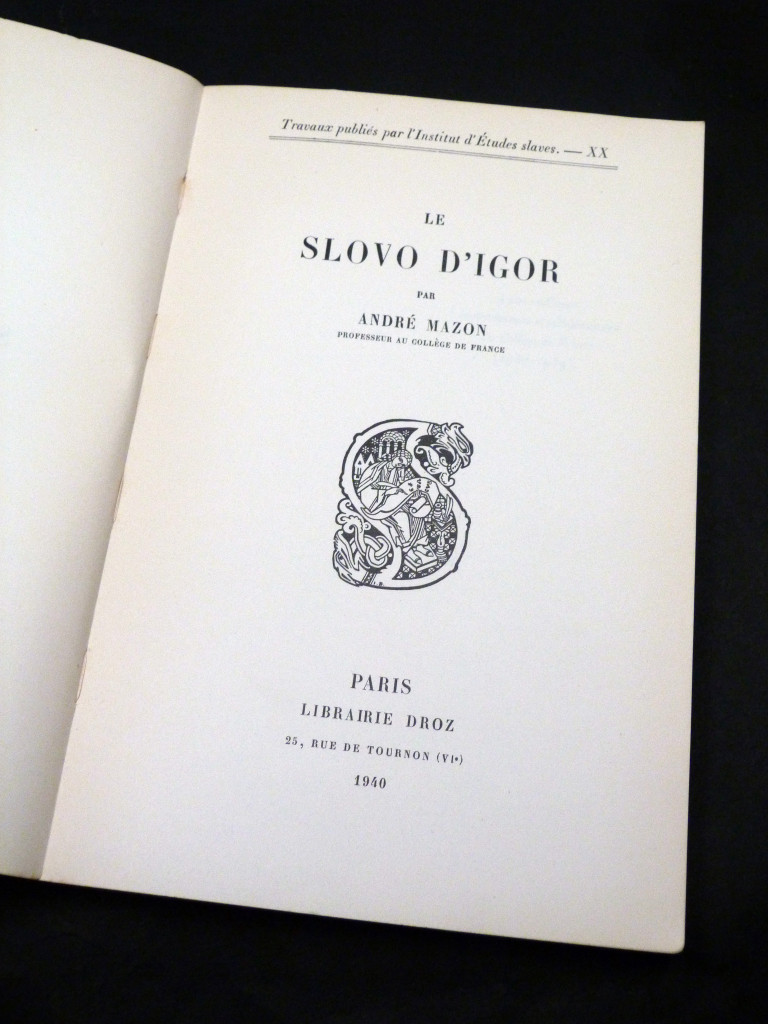 Travaux publiés par l'Institut d'Études slaves. — XX
LE
SLOVO D'IGOR
PAR
ANDRÉ MAZON
PROFESSEUR AU COLLÈGE DE FRANCE
PARIS
LIBRAIRIE DROZ
25, RUE DE TOURNON (VIe)
1940